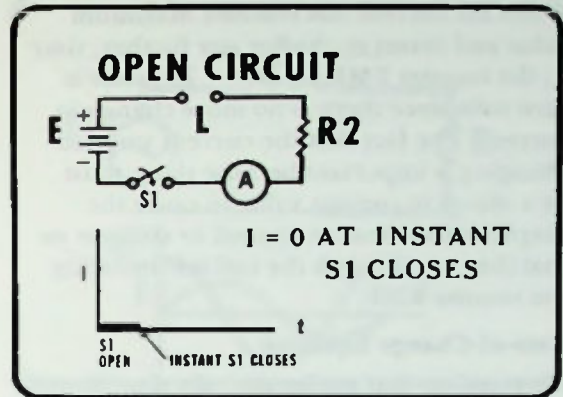 OPEN CIRCUIT
+
E L R2
−
S1 A
I = 0 AT INSTANT
S1 CLOSES
I
t
S1
OPEN INSTANT S1 CLOSES